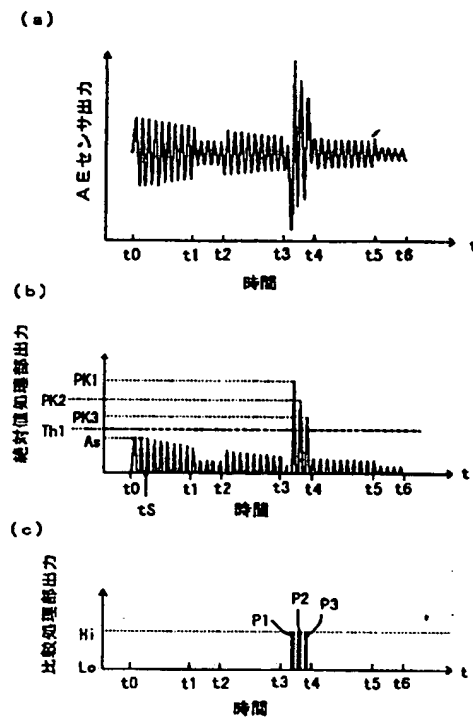 (a)
AEセンサ出力
t0 t1 t2 t3 t4 t5 t6 t
時間
(b)
絶対値処理部出力
PK1
PK2
PK3
Th1
As
t0 t1 t2 t3 t4 t5 t6 t
tS
時間
(c)
比較処理部出力
P2
P1 P3
Hi
Lo
t0 t1 t2 t3 t4 t5 t6 t
時間